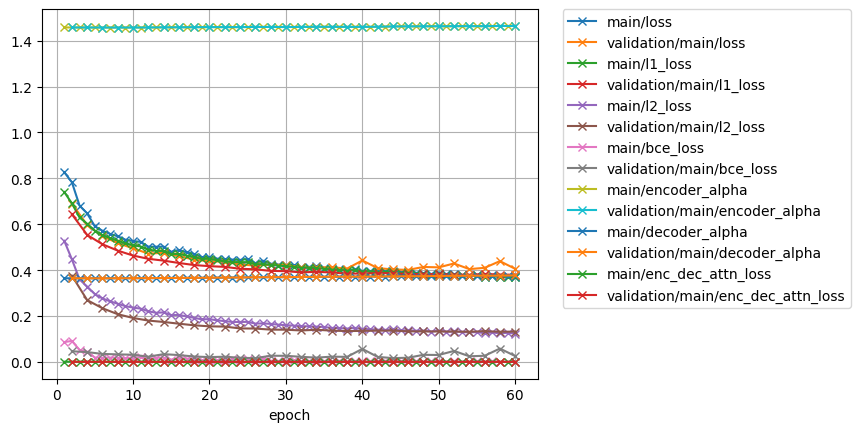 1.4
1.2
1.0
0.8
0.6
0.4
0.2
0.0
0
10
20
30
40
50
60
epoch
main/loss
validation/main/loss
main/l1_loss
validation/main/l1_loss
main/l2_loss
validation/main/l2_loss
main/bce_loss
validation/main/bce_loss
main/encoder_alpha
validation/main/encoder_alpha
main/decoder_alpha
validation/main/decoder_alpha
main/enc_dec_attn_loss
validation/main/enc_dec_attn_loss